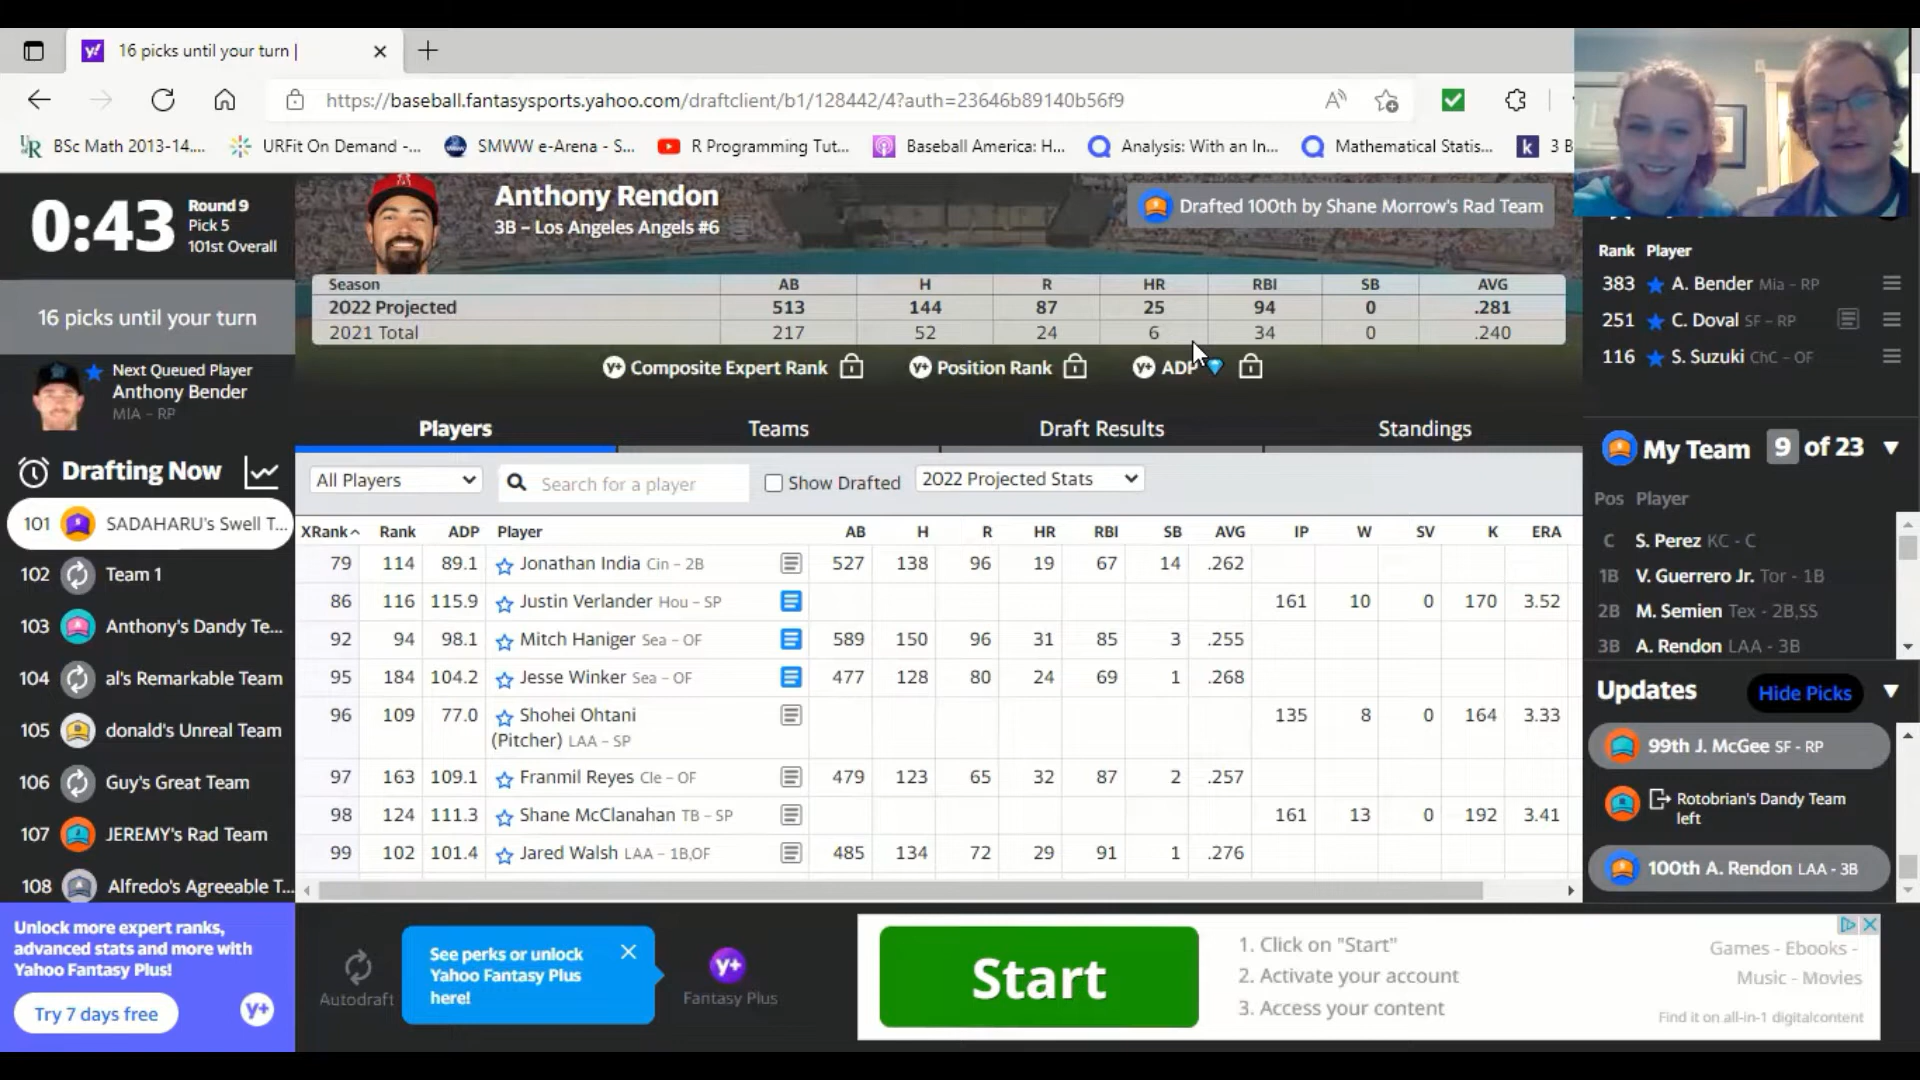 16 picks until your turn |
https://baseball.fantasysports.yahoo.com/draftclient/b1/128442/4?auth=23646b89140b56f9
BSc Math 2013-14....
URFit On Demand -...
SMWW e-Arena - S...
R Programming Tut...
Baseball America: H...
Analysis: With an In...
Mathematical Statis...
3 B
0:43
Round 9
Pick 5
101st Overall
16 picks until your turn
Next Queued Player
Anthony Bender
MIA - RP
Drafting Now
101 SADAHARU's Swell T...
102 Team 1
103 Anthony's Dandy Te...
104 al's Remarkable Team
105 donald's Unreal Team
106 Guy's Great Team
107 JEREMY's Rad Team
108 Alfredo's Agreeable T...
Unlock more expert ranks,
advanced stats and more with
Yahoo Fantasy Plus!
Try 7 days free
y+
Anthony Rendon
3B – Los Angeles Angels #6
Drafted 100th by Shane Morrow's Rad Team
Season AB H R HR RBI SB AVG
2022 Projected 513 144 87 25 94 0 .281
2021 Total 217 52 24 6 34 0 .240
y+ Composite Expert Rank
y+ Position Rank
y+ ADP
Players Teams Draft Results Standings
All Players
Search for a player
Show Drafted
2022 Projected Stats
XRank Rank ADP Player AB H R HR RBI SB AVG IP W SV K ERA
79 114 89.1 Jonathan India Cin - 2B 527 138 96 19 67 14 .262
86 116 115.9 Justin Verlander Hou - SP 161 10 0 170 3.52
92 94 98.1 Mitch Haniger Sea - OF 589 150 96 31 85 3 .255
95 184 104.2 Jesse Winker Sea - OF 477 128 80 24 69 1 .268
96 109 77.0 Shohei Ohtani 135 8 0 164 3.33
(Pitcher) LAA - SP
97 163 109.1 Franmil Reyes Cle - OF 479 123 65 32 87 2 .257
98 124 111.3 Shane McClanahan TB - SP 161 13 0 192 3.41
99 102 101.4 Jared Walsh LAA - 1B,OF 485 134 72 29 91 1 .276
Rank Player
383 A. Bender Mia - RP
251 C. Doval SF - RP
116 S. Suzuki ChC - OF
My Team 9 of 23
Pos Player
C S. Perez KC - C
1B V. Guerrero Jr. Tor - 1B
2B M. Semien Tex - 2B,SS
3B A. Rendon LAA - 3B
Updates
Hide Picks
99th J. McGee SF - RP
Rotobrian's Dandy Team
left
100th A. Rendon LAA - 3B
Autodraft
See perks or unlock
Yahoo Fantasy Plus
here!
y+
Fantasy Plus
Start
1. Click on "Start"
2. Activate your account
3. Access your content
Games - Ebooks -
Music - Movies
Find it on all-in-1 digitalcontent